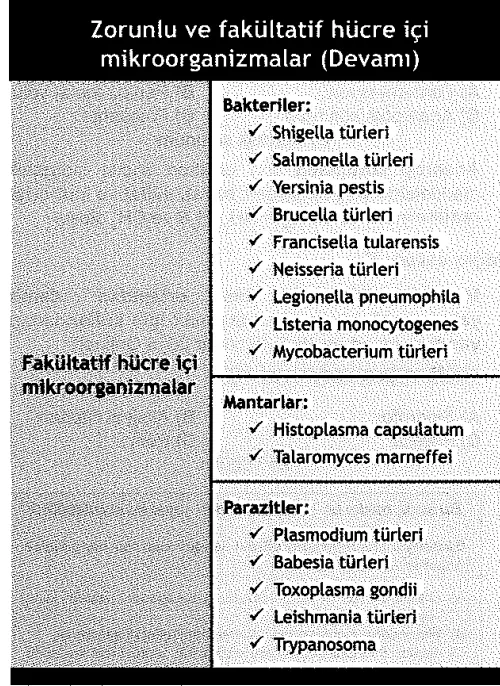 Zorunlu ve fakültatif hücre içi
mikroorganizmalar (Devamı)
Fakültatif hücre içi
mikroorganizmalar
Bakteriler:
✓ Shigella türleri
✓ Salmonella türleri
✓ Yersinia pestis
✓ Brucella türleri
✓ Francisella tularensis
✓ Neisseria türleri
✓ Legionella pneumophila
✓ Listeria monocytogenes
✓ Mycobacterium türleri
Mantarlar:
✓ Histoplasma capsulatum
✓ Talaromyces marneffei
Parazitler:
✓ Plasmodium türleri
✓ Babesia türleri
✓ Toxoplasma gondii
✓ Leishmania türleri
✓ Trypanosoma